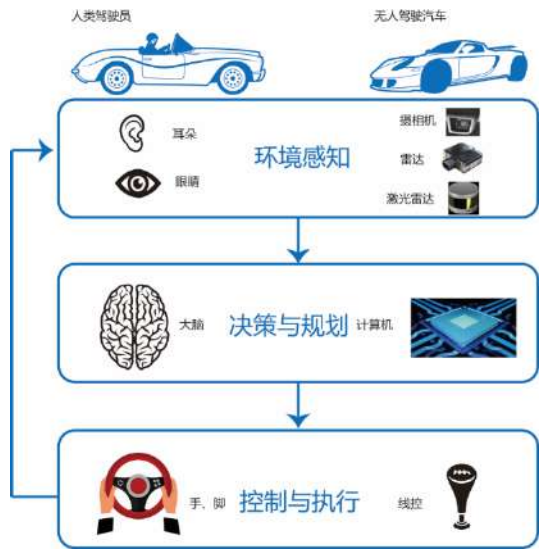 人类驾驶员
无人驾驶汽车
耳朵
眼睛
环境感知
摄相机
雷达
激光雷达
大脑
决策与规划
计算机
手、脚
控制与执行
线控